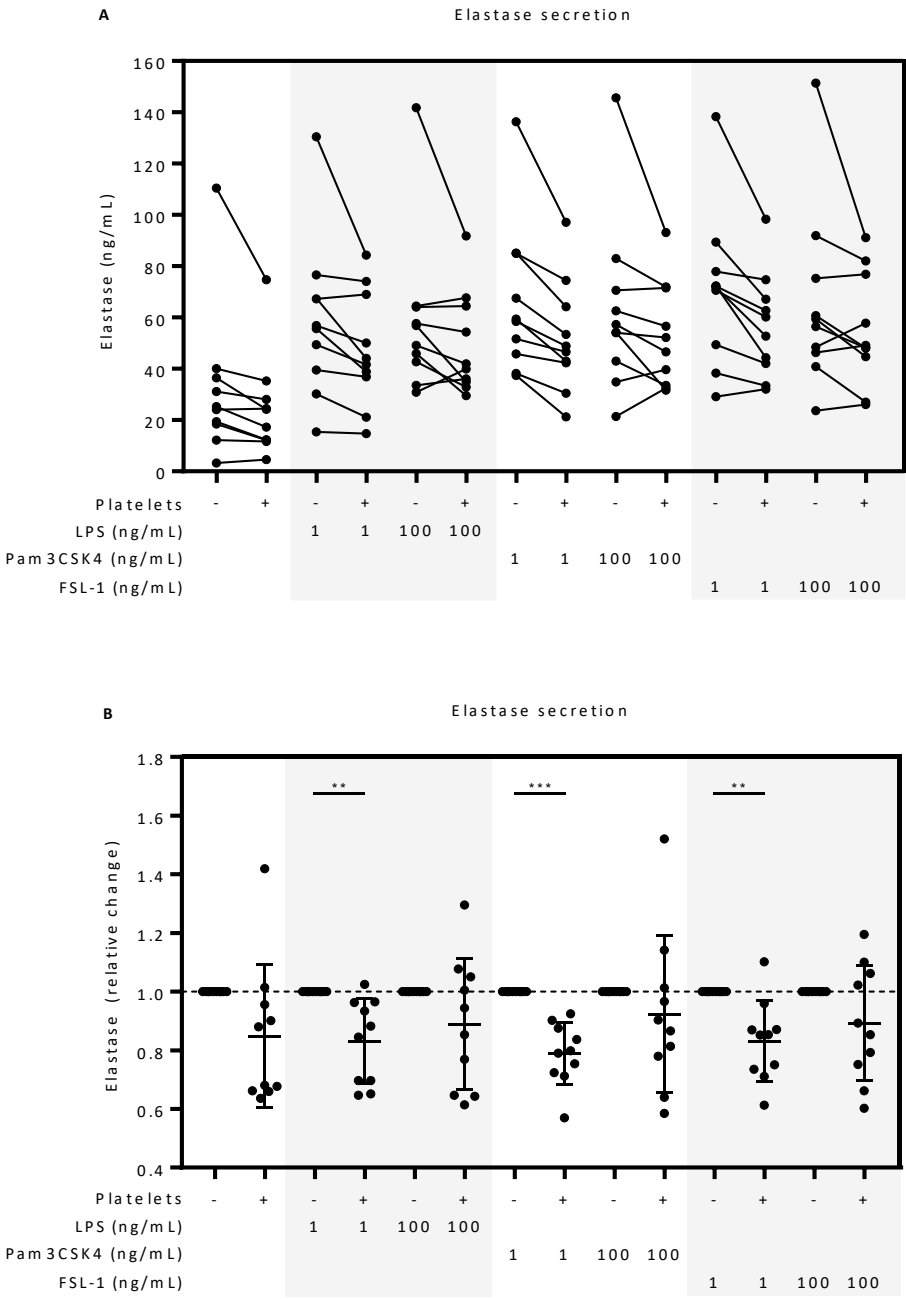 A Elastase secretion
160
140
120
100
80
60
40
20
0
Elastase (ng/mL)
Platelets - + - + - + - + - + - + - +
LPS (ng/mL) 1 1 100 100
Pam3CSK4 (ng/mL) 1 1 100 100
FSL-1 (ng/mL) 1 1 100 100
B Elastase secretion
1.8
1.6
1.4
1.2
1.0
0.8
0.6
0.4
Elastase (relative change)
** *** **
Platelets - + - + - + - + - + - + - +
LPS (ng/mL) 1 1 100 100
Pam3CSK4 (ng/mL) 1 1 100 100
FSL-1 (ng/mL) 1 1 100 100